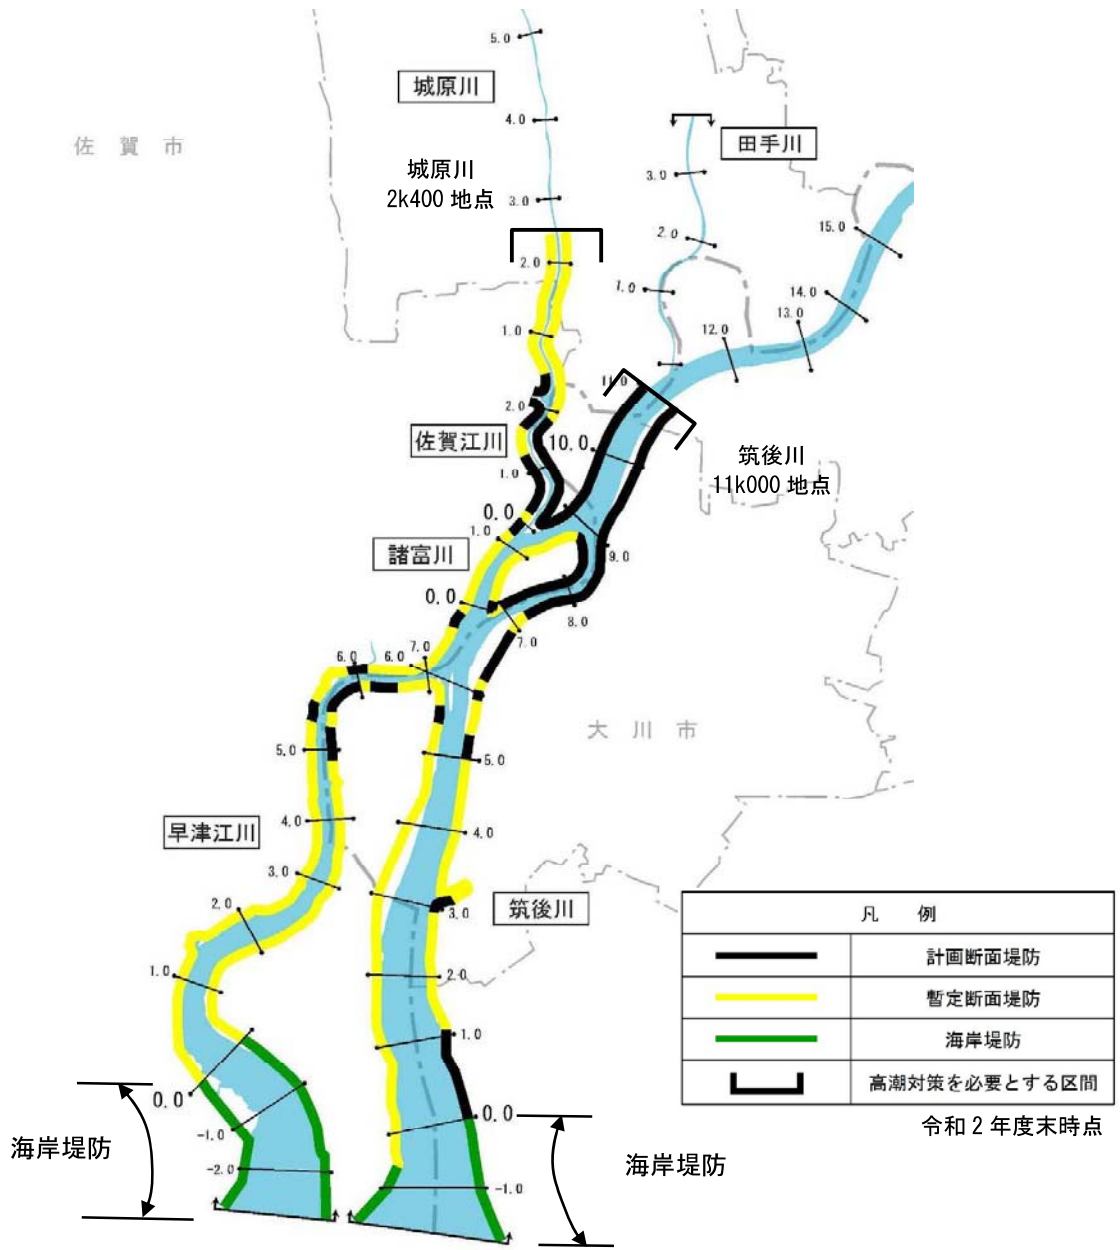 5.0
城原川
4.0
佐賀市
田手川
城原川
2k400 地点
3.0
3.0
2.0
15.0
2.0
1.0
14.0
13.0
12.0
1.0
11.0
2.0
佐賀江川
10.0
筑後川
11k000 地点
1.0
0.0
1.0
諸富川
9.0
0.0
8.0
7.0
7.0
6.0
6.0
大川市
5.0
5.0
早津江川
4.0
4.0
3.0
2.0
3.0
筑後川
凡 例
計画断面堤防
暫定断面堤防
海岸堤防
高潮対策を必要とする区間
令和２年度末時点
1.0
2.0
1.0
0.0
0.0
海岸堤防
-1.0
海岸堤防
-2.0
-1.0